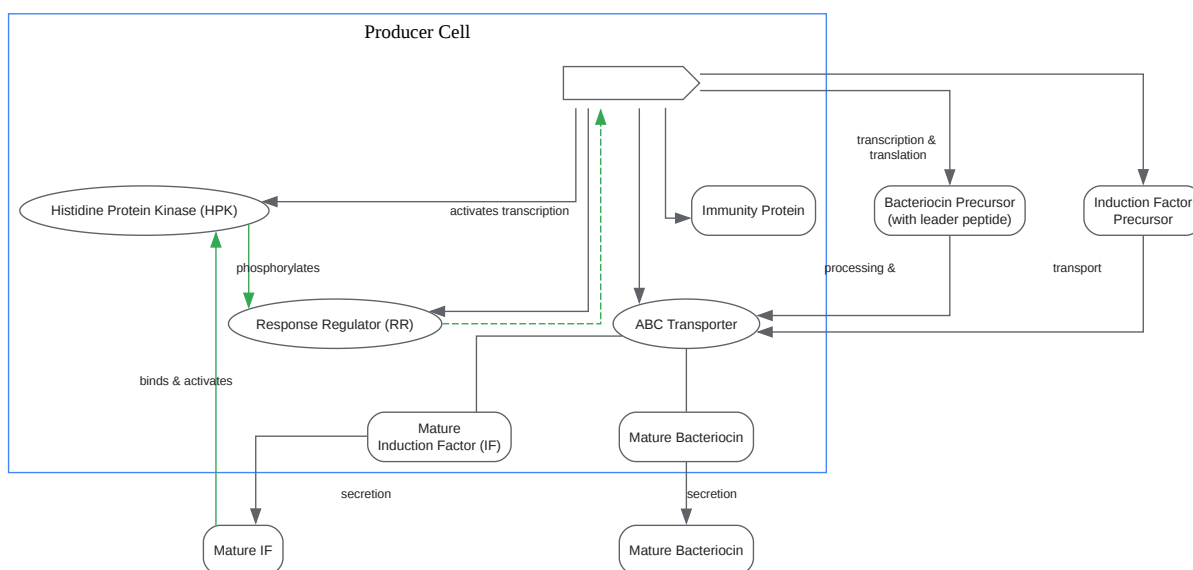 Producer Cell
transcription &
translation
Histidine Protein Kinase (HPK)
activates transcription
Immunity Protein
Bacteriocin Precursor
(with leader peptide)
Induction Factor
Precursor
phosphorylates
processing &
transport
Response Regulator (RR)
ABC Transporter
binds & activates
Mature
Induction Factor (IF)
Mature Bacteriocin
secretion
secretion
Mature IF
Mature Bacteriocin